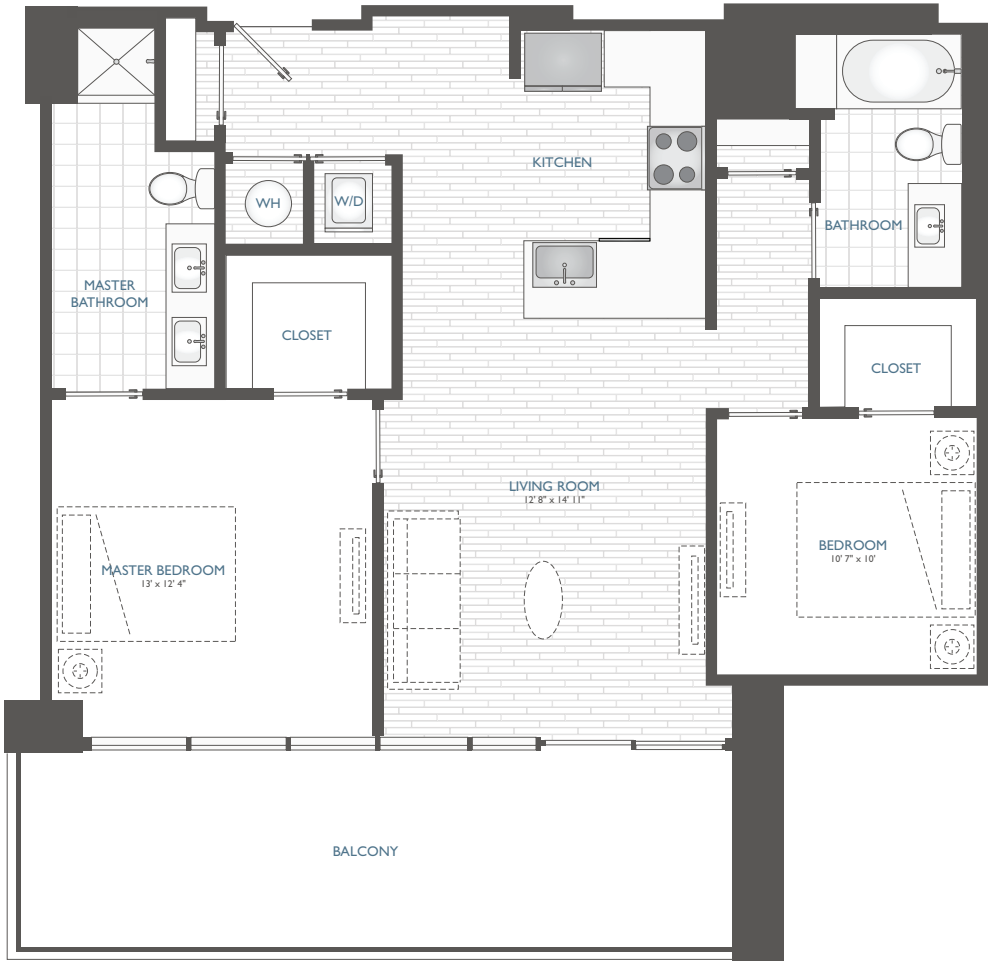 KITCHEN
WH
W/D
BATHROOM
MASTER
BATHROOM
CLOSET
CLOSET
LIVING ROOM
12' 8" x 14' 11"
BEDROOM
10' 7" x 10'
MASTER BEDROOM
13' x 12' 4"
BALCONY